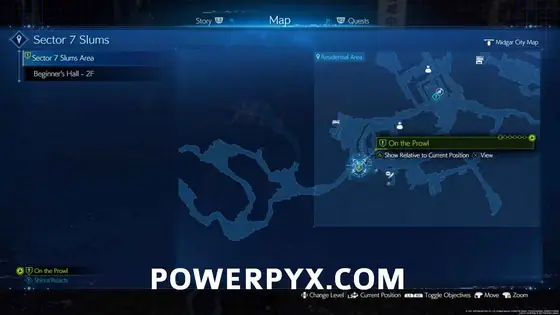 Story L2
Map
R2 Quests
Sector 7 Slums
Midgar City Map
Sector 7 Slums Area
Beginner's Hall - 2F
Residential Area
On the Prowl
Show Relative to Current Position
View
On the Prowl
POWERPYX.COM
Change Level
Current Position
Toggle Objectives
Move
Zoom